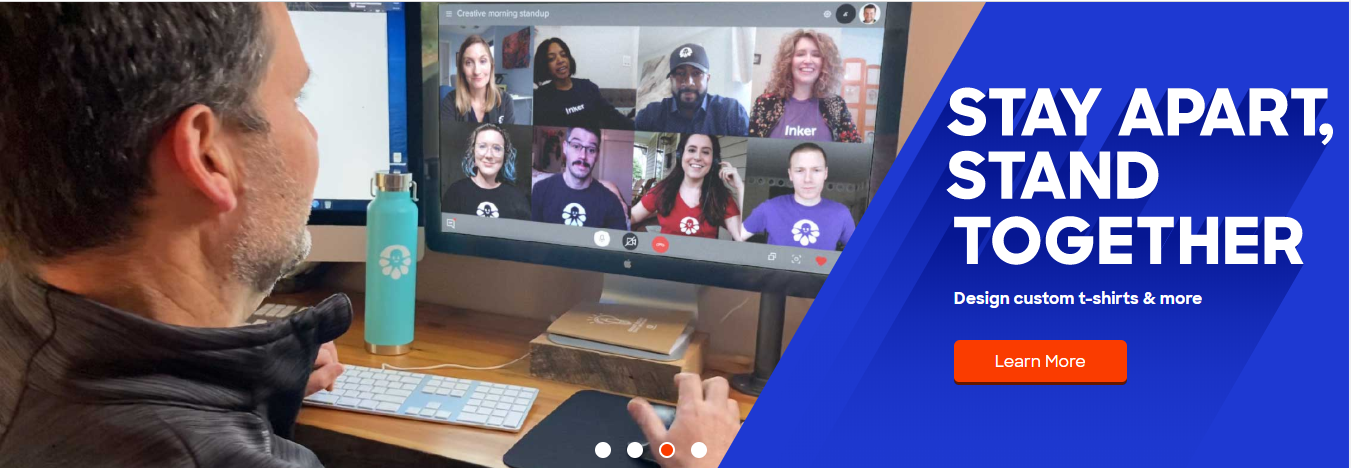 Creative morning standup
Inker
Inker
STAY APART,
STAND
TOGETHER
Design custom t-shirts & more
Learn More